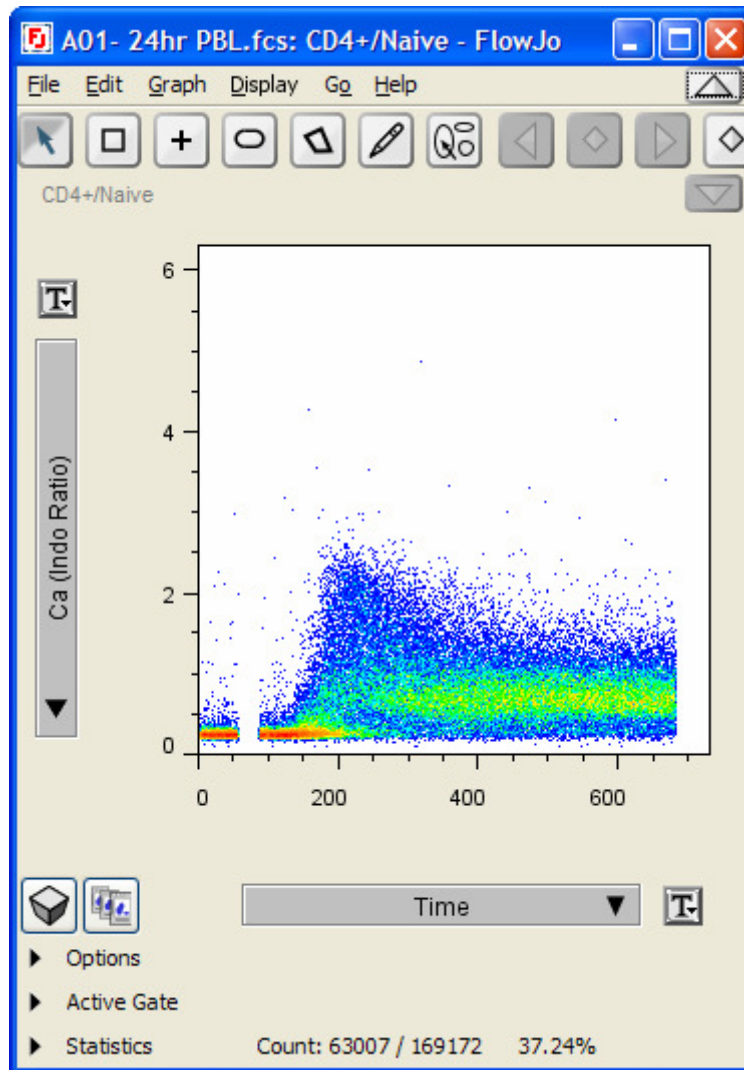 A01- 24hr PBL.fcs: CD4+/Naive - FlowJo
File Edit Graph Display Go Help
CD4+/Naive
T
Ca (Indo Ratio)
6
4
2
0
0 200 400 600
Time T
Options
Active Gate
Statistics Count: 63007 / 169172 37.24%